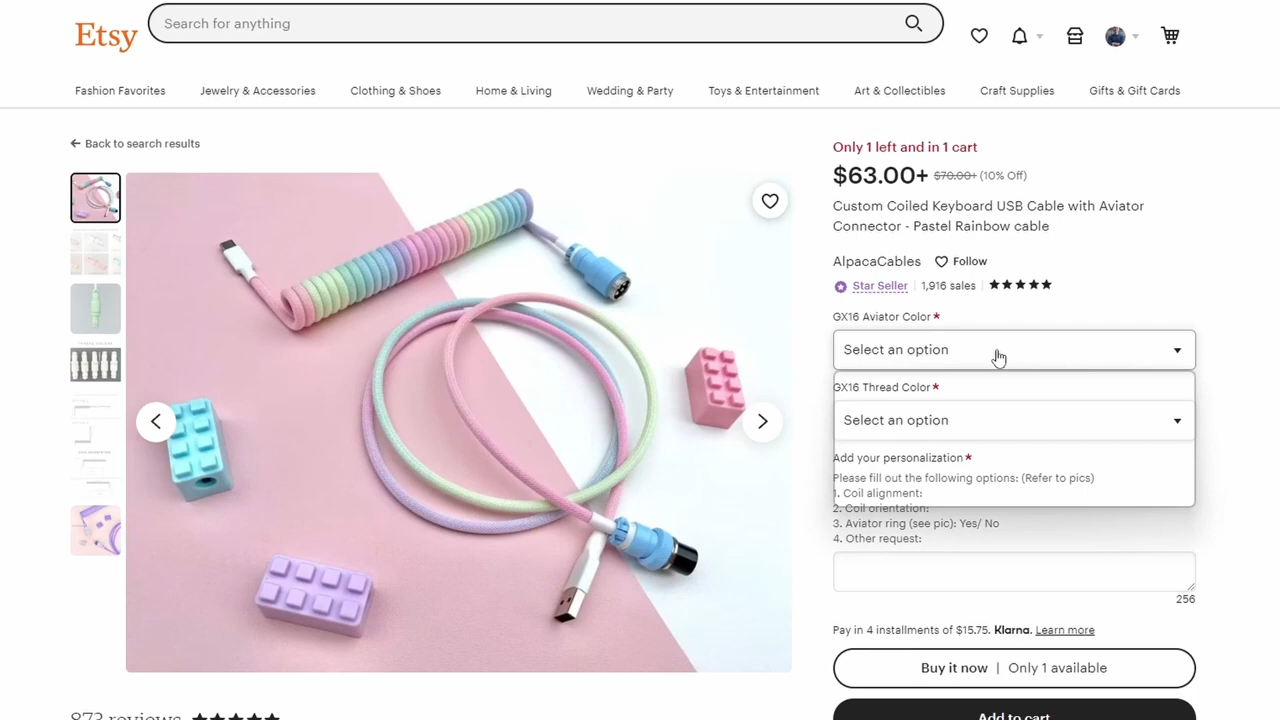 Etsy
Search for anything
Fashion Favorites
Jewelry & Accessories
Clothing & Shoes
Home & Living
Wedding & Party
Toys & Entertainment
Art & Collectibles
Craft Supplies
Gifts & Gift Cards
Back to search results
Only 1 left and in 1 cart
$63.00+ $70.00+ (10% Off)
Custom Coiled Keyboard USB Cable with Aviator
Connector - Pastel Rainbow cable
AlpacaCables Follow
Star Seller 1,916 sales
GX16 Aviator Color*
Select an option
GX16 Thread Color*
Select an option
Add your personalization*
Please fill out the following options: (Refer to pics)
1. Coil alignment:
2. Coil orientation:
3. Aviator ring (see pic): Yes/ No
4. Other request:
256
Pay in 4 installments of $15.75. Klarna. Learn more
Buy it now | Only 1 available
Add to cart
873 reviews